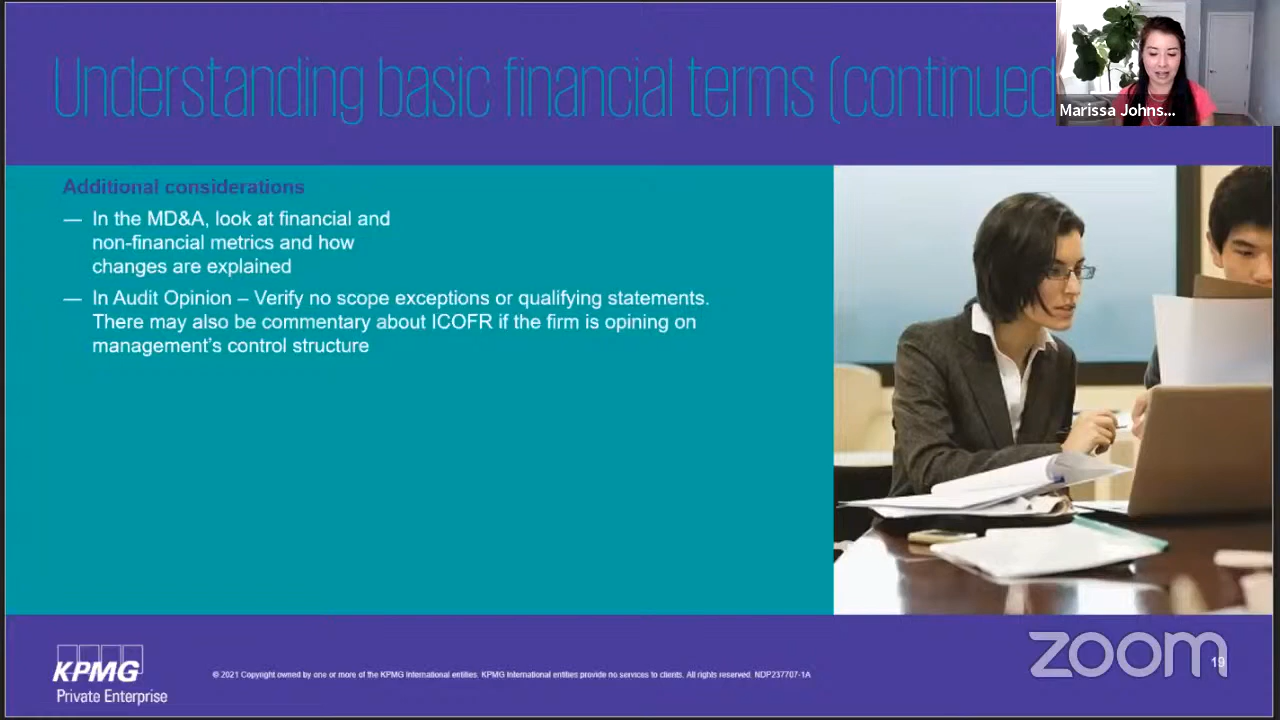 Understanding basic financial terms (continued
Marissa Johns...
Additional considerations
— In the MD&A, look at financial and
non-financial metrics and how
changes are explained
— In Audit Opinion – Verify no scope exceptions or qualifying statements.
There may also be commentary about ICOFR if the firm is opining on
management's control structure
KPMG
Private Enterprise
© 2021 Copyright owned by one or more of the KPMG International entities. KPMG International entities provide no services to clients. All rights reserved. NDP237707-1A
zoom
19